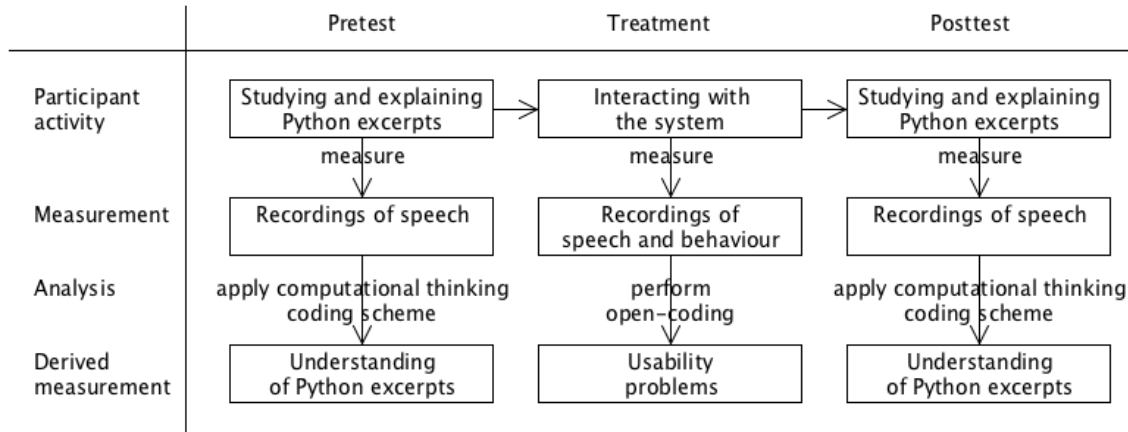 Pretest Treatment Posttest
Participant
activity
Studying and explaining
Python excerpts
Interacting with
the system
Studying and explaining
Python excerpts
measure measure measure
Measurement
Recordings of speech
Recordings of
speech and behaviour
Recordings of speech
Analysis
apply computational thinking
coding scheme
perform
open-coding
apply computational thinking
coding scheme
Derived
measurement
Understanding
of Python excerpts
Usability
problems
Understanding
of Python excerpts